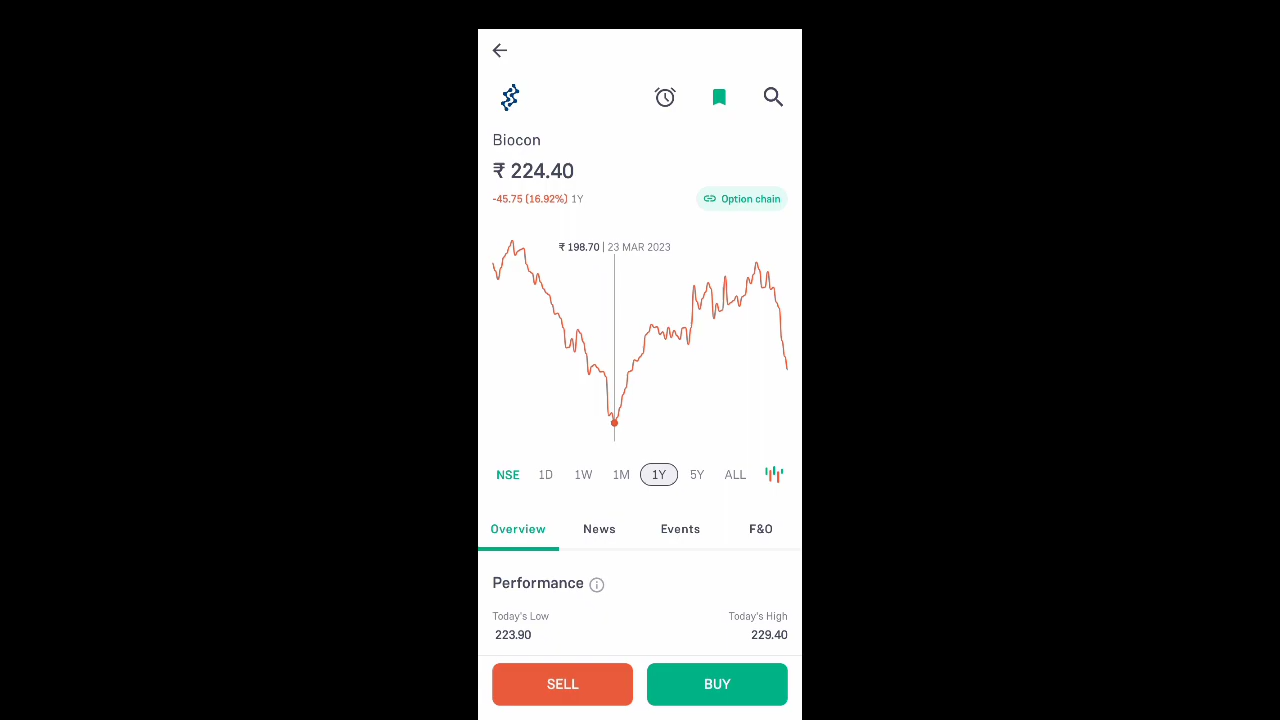 Biocon
₹ 224.40
-45.75 (16.92%) 1Y
Option chain
₹ 198.70 | 23 MAR 2023
NSE 1D 1W 1M 1Y 5Y ALL
Overview News Events F&O
Performance
Today's Low Today's High
223.90 229.40
SELL BUY